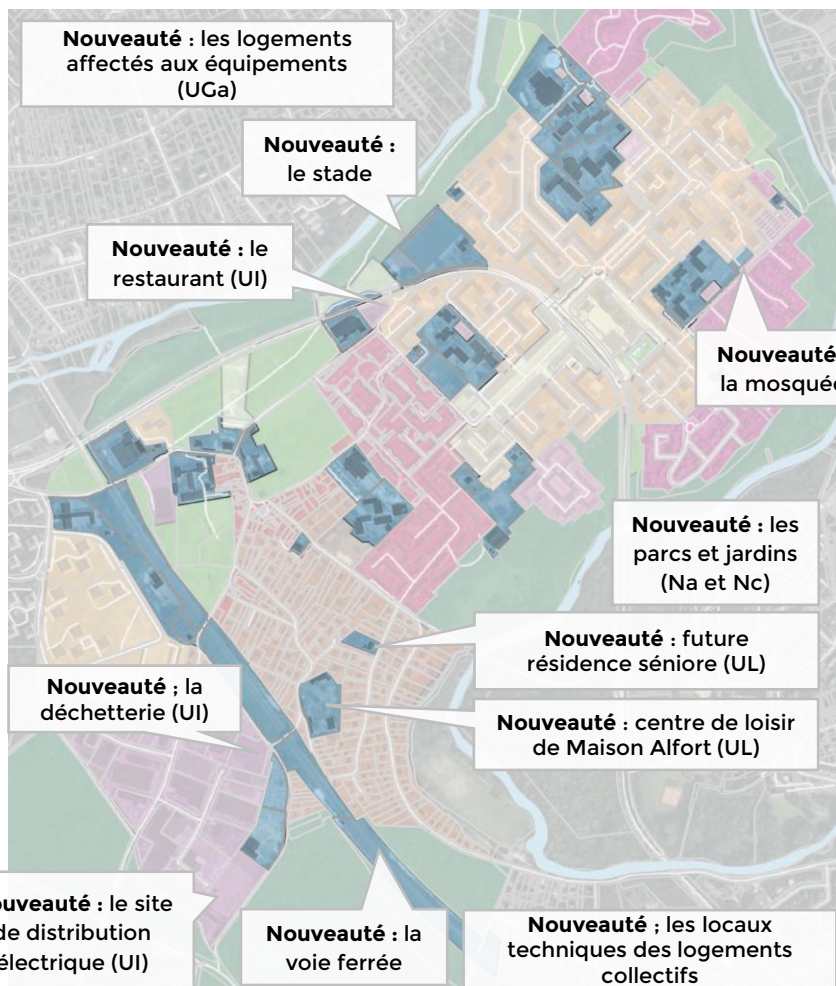 Nouveauté : les logements
affectés aux équipements
(UGa)
Nouveauté :
le stade
Nouveauté : le
restaurant (UI)
Nouveauté
la mosquée
Nouveauté : les
parcs et jardins
(Na et Nc)
Nouveauté : future
résidence séniore (UL)
Nouveauté ; la
déchetterie (UI)
Nouveauté : centre de loisir
de Maison Alfort (UL)
ouveauté : le site
de distribution
électrique (UI)
Nouveauté : la
voie ferrée
Nouveauté ; les locaux
techniques des logements
collectifs